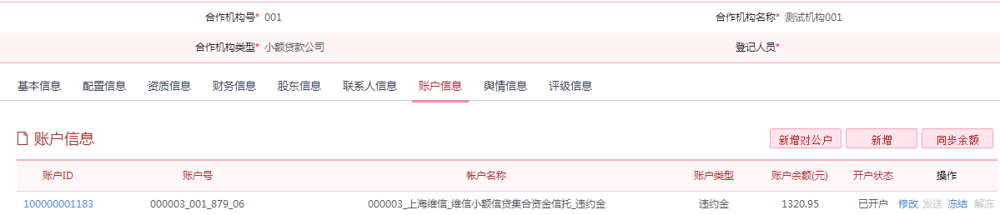 合作机构号* 001 合作机构名称* 测试机构001
合作机构类型* 小额贷款公司 登记人员*
基本信息 配置信息 资质信息 财务信息 股东信息 联系人信息 账户信息 舆情信息 评级信息
账户信息 新增对公户 新增 同步余额
账户ID 账户号 帐户名称 账户类型 账户余额(元) 开户状态 操作
100000001183 000003_001_879_06 000003_上海维信_维信小额信贷集合资金信托_违约金 违约金 1320.95 已开户 修改 发送 冻结 解冻